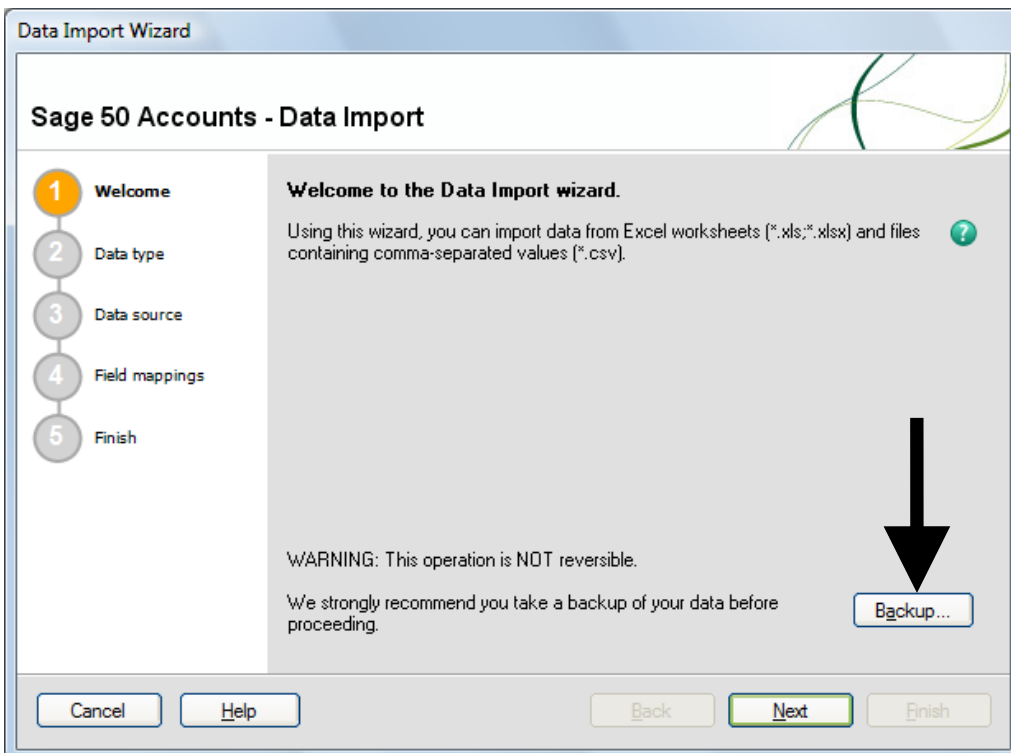 Data Import Wizard
Sage 50 Accounts - Data Import
1 Welcome
2 Data type
3 Data source
4 Field mappings
5 Finish
Welcome to the Data Import wizard.
Using this wizard, you can import data from Excel worksheets (*.xls;*.xlsx) and files
containing comma-separated values (*.csv).
?
WARNING: This operation is NOT reversible.
We strongly recommend you take a backup of your data before
proceeding.
Backup...
Cancel Help Back Next Finish